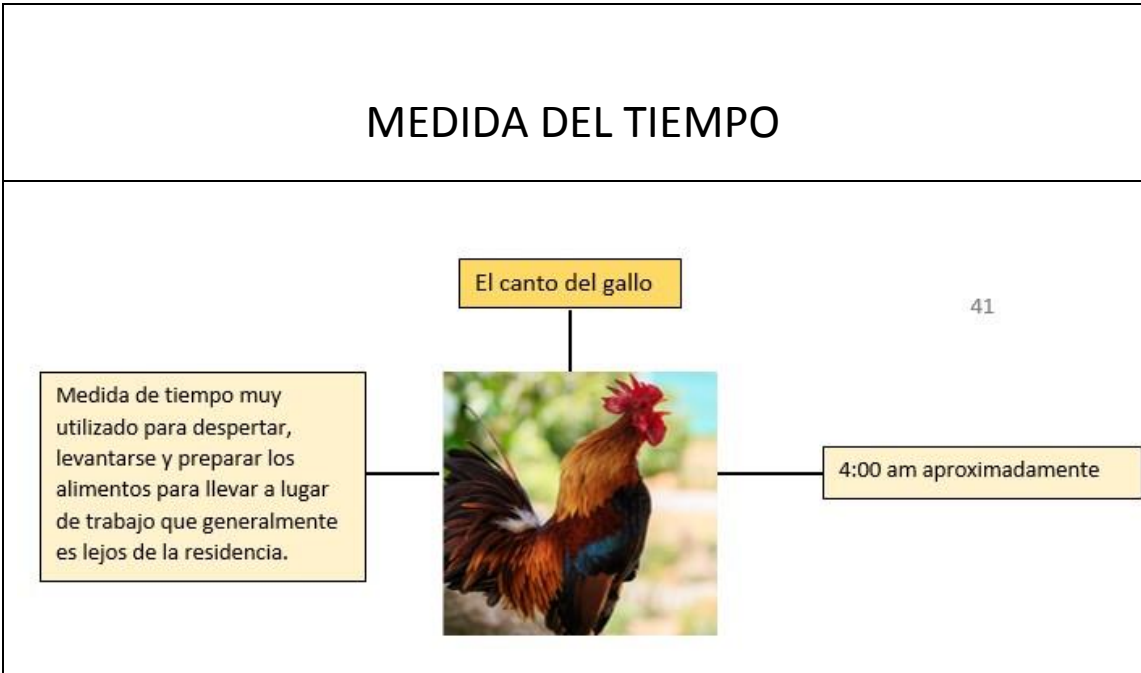 MEDIDA DEL TIEMPO
El canto del gallo
41
Medida de tiempo muy
utilizado para despertar,
levantarse y preparar los
alimentos para llevar a lugar
de trabajo que generalmente
es lejos de la residencia.
4:00 am aproximadamente